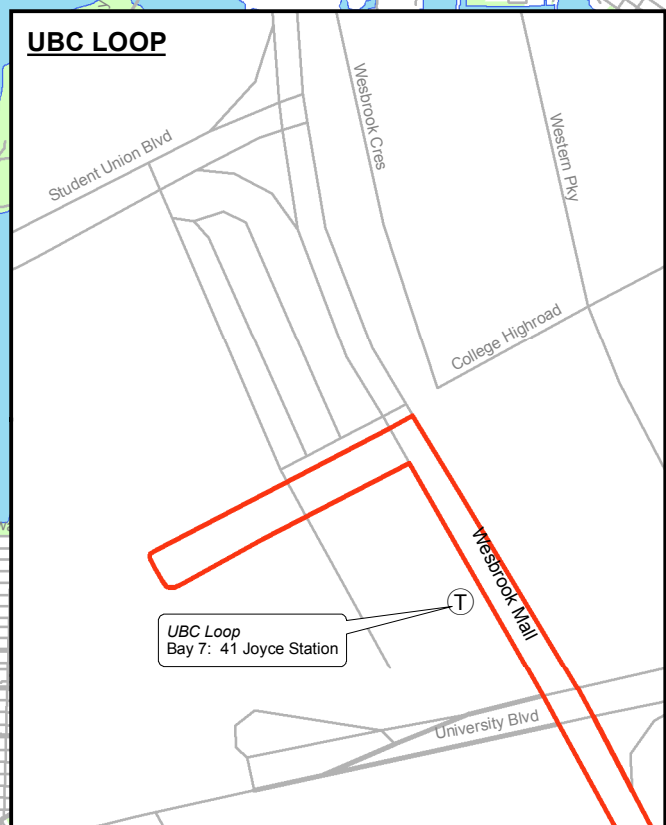 UBC LOOP
Wesbrook Cres
Student Union Blvd
Western Pky
College Highroad
Wesbrook Mall
T
UBC Loop
Bay 7: 41 Joyce Station
University Blvd